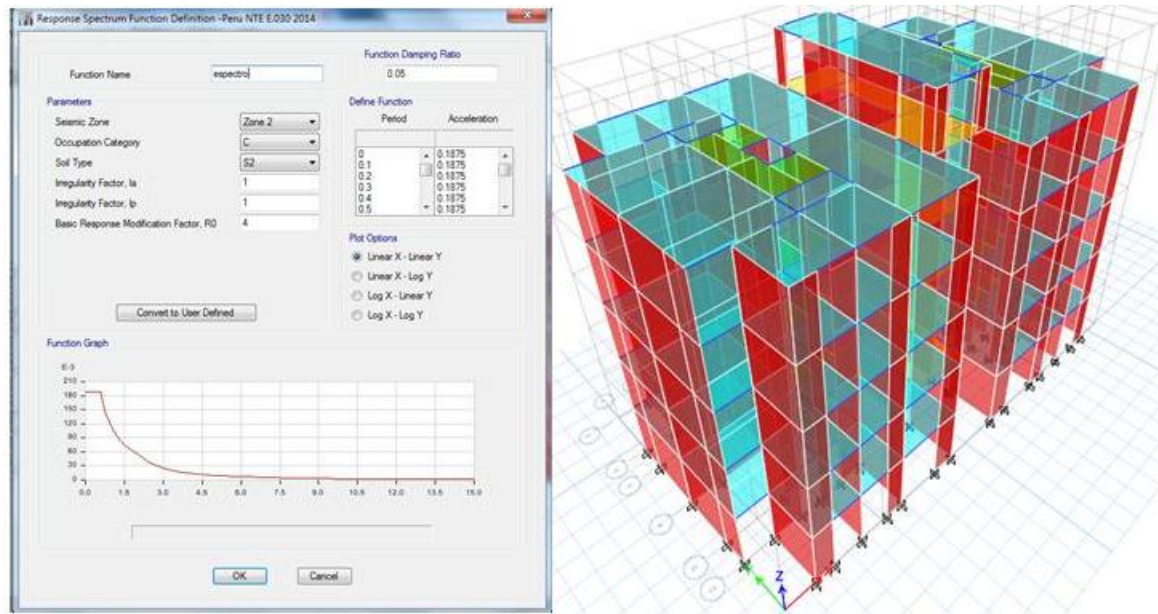 Response Spectrum Function Definition -Peru NTE E.030 2014
Function Name
espectro
Function Damping Ratio
0.05
Parameters
Seismic Zone
Zone 2
Occupation Category
C
Soil Type
S2
Irregularity Factor, Ia
1
Irregularity Factor, Ip
1
Basic Response Modification Factor, R0
4
Convert to User Defined
Define Function
Period Acceleration
0 0.1875
0.1 0.1875
0.2 0.1875
0.3 0.1875
0.4 0.1875
0.5 0.1875
Plot Options
Linear X - Linear Y
Linear X - Log Y
Log X - Linear Y
Log X - Log Y
Function Graph
E-3
210
180
150
120
90
60
30
0
0.0 1.5 3.0 4.5 6.0 7.5 9.0 10.5 12.0 13.5 15.0
OK Cancel
Z